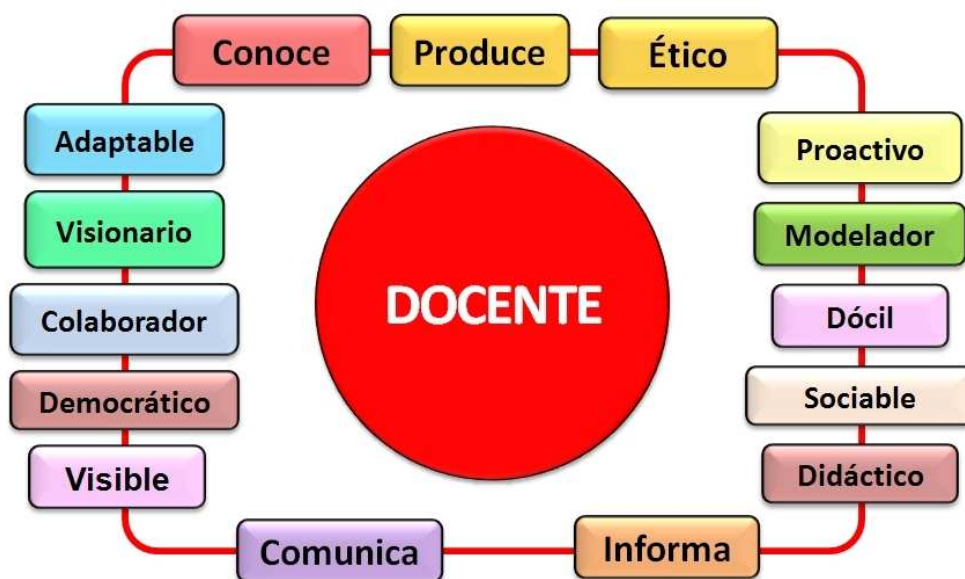 Conoce
Produce
Ético
Adaptable
Proactivo
Visionario
Modelador
DOCENTE
Colaborador
Dócil
Democrático
Sociable
Visible
Didáctico
Comunica
Informa